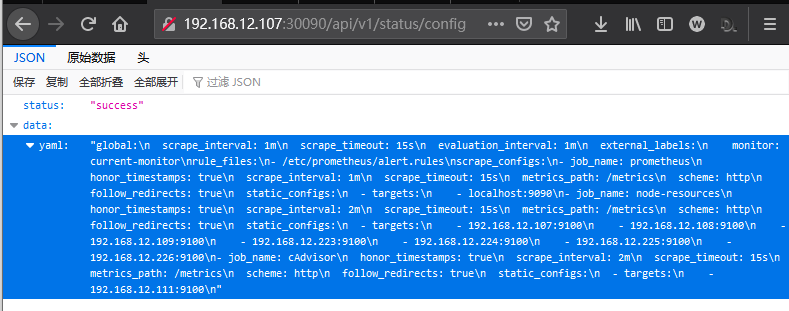 192.168.12.107:30090/api/v1/status/config
JSON 原始数据 头
保存 复制 全部折叠 全部展开 过滤 JSON
status: "success"
data:
yaml: "global:\n  scrape_interval: 1m\n  scrape_timeout: 15s\n  evaluation_interval: 1m\n  external_labels:\n    monitor:
current-monitor\nrule_files:\n- /etc/prometheus/alert.rules\nscrape_configs:\n- job_name: prometheus\n
honor_timestamps: true\n  scrape_interval: 1m\n  scrape_timeout: 15s\n  metrics_path: /metrics\n  scheme: http\n
follow_redirects: true\n  static_configs:\n  - targets:\n    - localhost:9090\n- job_name: node-resources\n
honor_timestamps: true\n  scrape_interval: 2m\n  scrape_timeout: 15s\n  metrics_path: /metrics\n  scheme: http\n
follow_redirects: true\n  static_configs:\n  - targets:\n    - 192.168.12.107:9100\n    - 192.168.12.108:9100\n    -
192.168.12.109:9100\n    - 192.168.12.223:9100\n    - 192.168.12.224:9100\n    - 192.168.12.225:9100\n    -
192.168.12.226:9100\n- job_name: cAdvisor\n  honor_timestamps: true\n  scrape_interval: 2m\n  scrape_timeout: 15s\n
metrics_path: /metrics\n  scheme: http\n  follow_redirects: true\n  static_configs:\n  - targets:\n    -
192.168.12.111:9100\n"